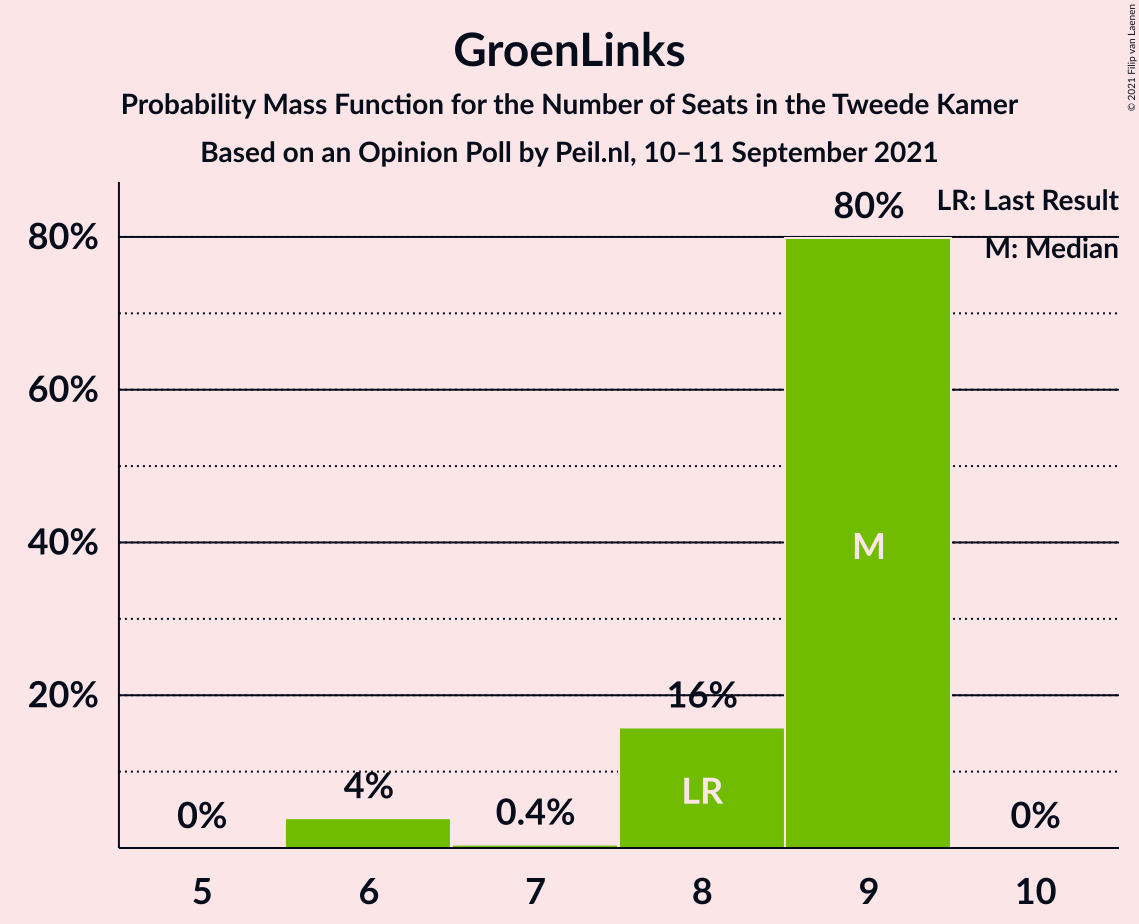 GroenLinks
Probability Mass Function for the Number of Seats in the Tweede Kamer
Based on an Opinion Poll by Peil.nl, 10–11 September 2021
© 2021 Filip van Laenen
LR: Last Result
M: Median
80%
60%
40%
20%
0%
4%
0.4%
16%
80%
0%
LR
M
5
6
7
8
9
10